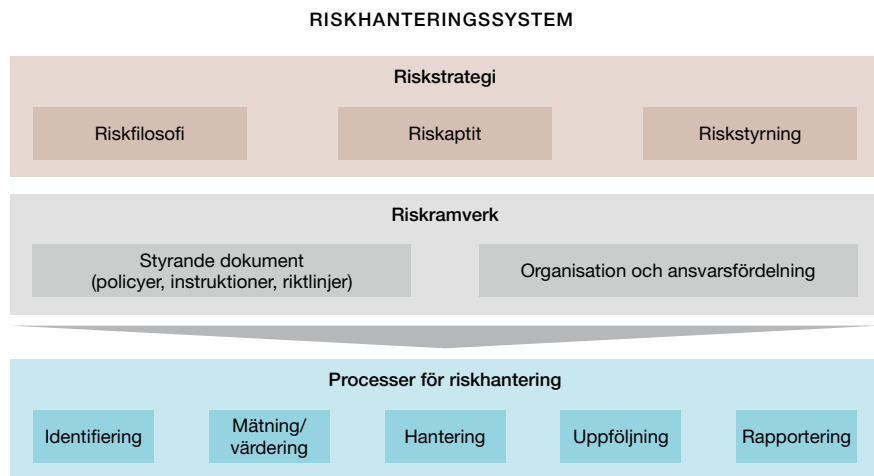 RISKHANTERINGSSYSTEM
Riskstrategi
Riskfilosofi
Riskaptit
Riskstyrning
Riskramverk
Styrande dokument
(policyer, instruktioner, riktlinjer)
Organisation och ansvarsfördelning
Processer för riskhantering
Identifiering
Mätning/
värdering
Hantering
Uppföljning
Rapportering